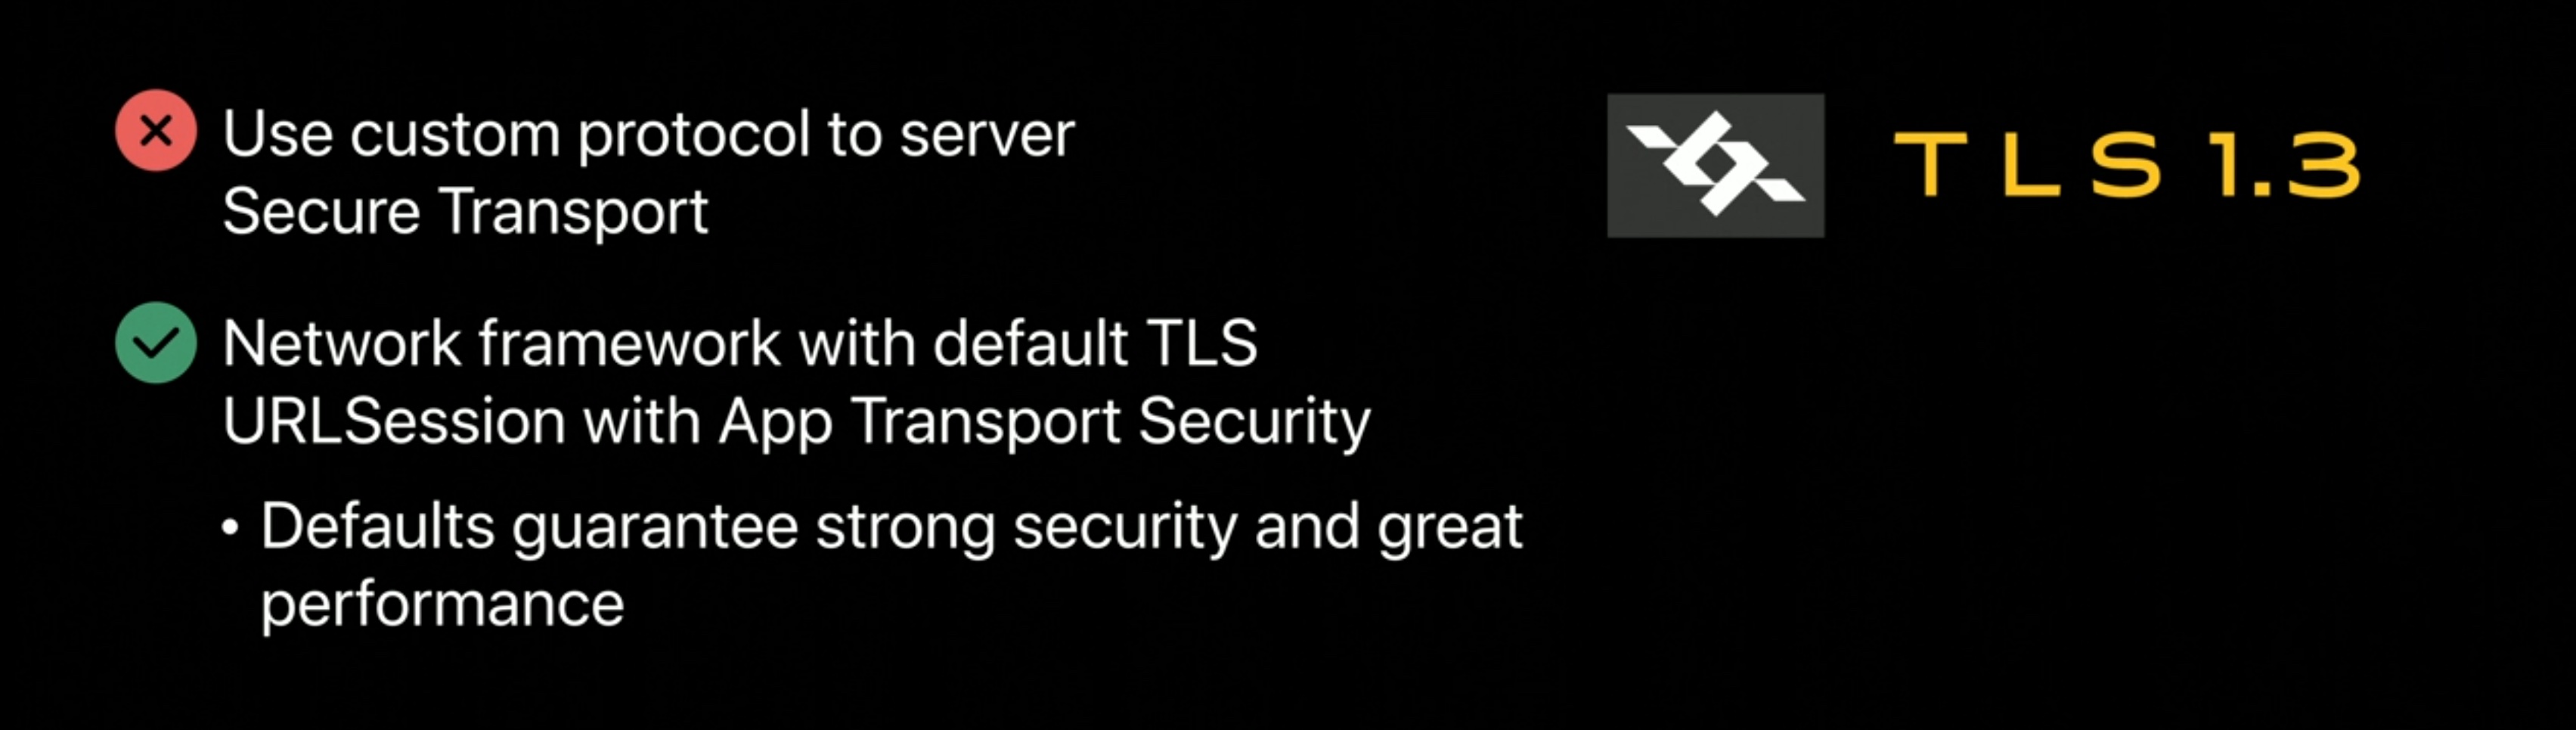 Use custom protocol to server
Secure Transport
TLS 1.3
Network framework with default TLS
URLSession with App Transport Security
• Defaults guarantee strong security and great
performance